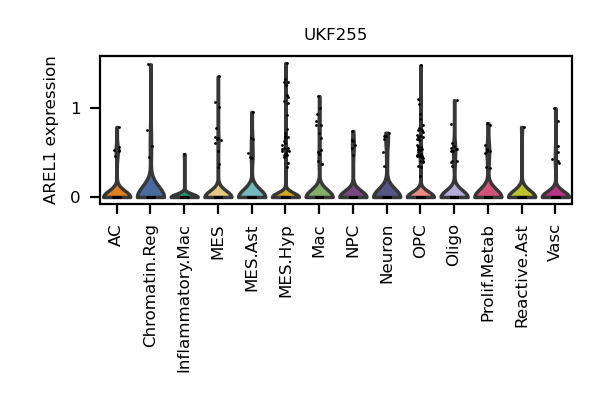 UKF255
AREL1 expression
1
0
AC
Chromatin.Reg
Inflammatory.Mac
MES
MES.Ast
MES.Hyp
Mac
NPC
Neuron
OPC
Oligo
Prolif.Metab
Reactive.Ast
Vasc